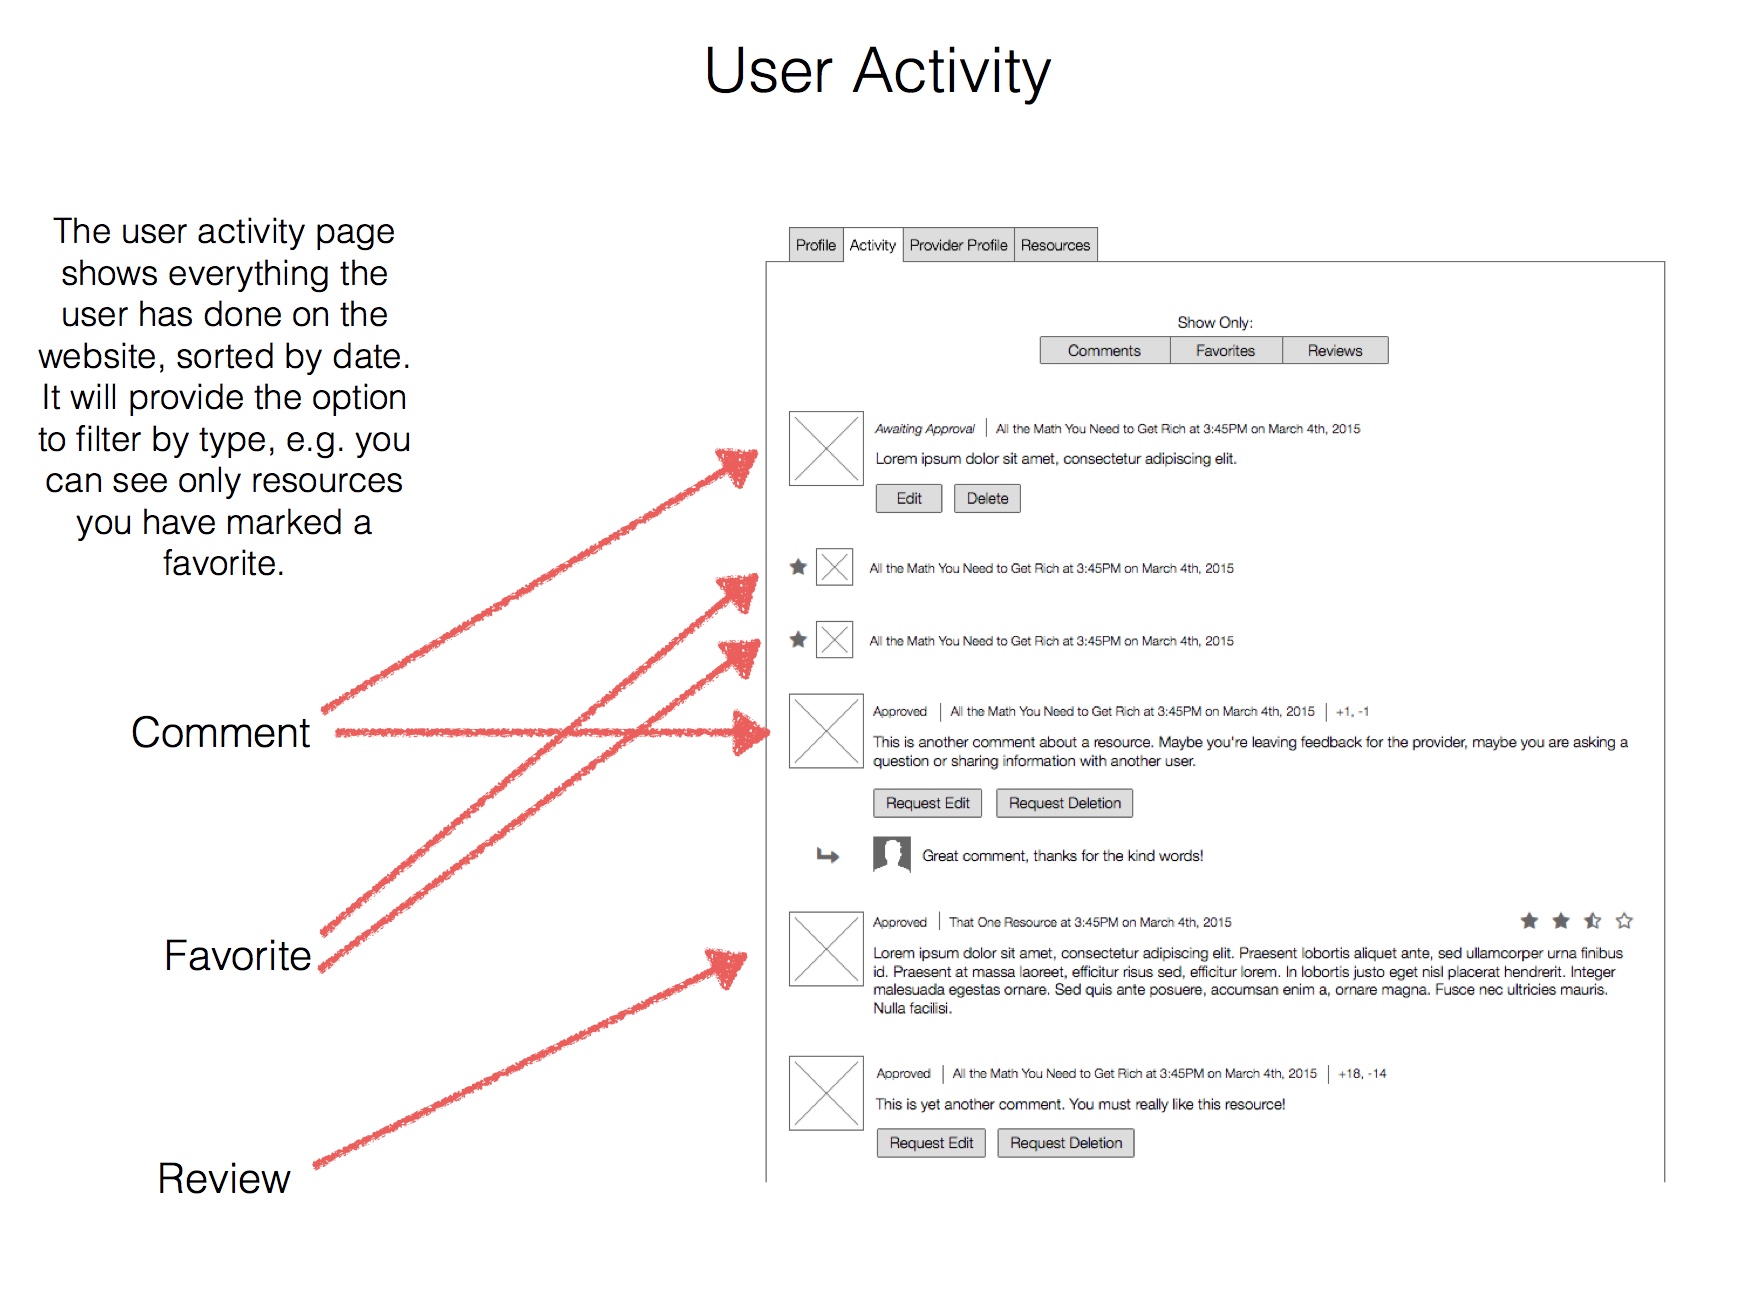 User Activity
The user activity page
shows everything the
user has done on the
website, sorted by date.
It will provide the option
to filter by type, e.g. you
can see only resources
you have marked a
favorite.
Comment
Favorite
Review
Profile
Activity
Provider Profile
Resources
Show Only:
Comments
Favorites
Reviews
Awaiting Approval | All the Math You Need to Get Rich at 3:45PM on March 4th, 2015
Lorem ipsum dolor sit amet, consectetur adipiscing elit.
Edit
Delete
All the Math You Need to Get Rich at 3:45PM on March 4th, 2015
All the Math You Need to Get Rich at 3:45PM on March 4th, 2015
Approved | All the Math You Need to Get Rich at 3:45PM on March 4th, 2015 | +1, -1
This is another comment about a resource. Maybe you're leaving feedback for the provider, maybe you are asking a
question or sharing information with another user.
Request Edit
Request Deletion
Great comment, thanks for the kind words!
Approved | That One Resource at 3:45PM on March 4th, 2015
Lorem ipsum dolor sit amet, consectetur adipiscing elit. Praesent lobortis aliquet ante, sed ullamcorper urna finibus
id. Praesent at massa laoreet, efficitur risus sed, efficitur lorem. In lobortis justo eget nisl placerat hendrerit. Integer
malesuada egestas ornare. Sed quis ante posuere, accumsan enim a, ornare magna. Fusce nec ultricies mauris.
Nulla facilisi.
Approved | All the Math You Need to Get Rich at 3:45PM on March 4th, 2015 | +18, -14
This is yet another comment. You must really like this resource!
Request Edit
Request Deletion